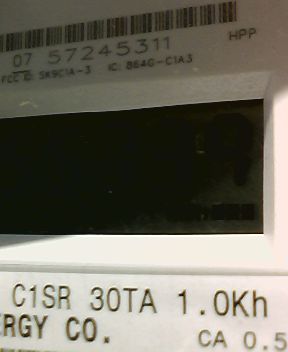 07 57245311
HPP
FCC ID: SK9C1A-3 IC: 864G-C1A3
C1SR 30TA 1.0Kh
ERGY CO.
CA 0.5